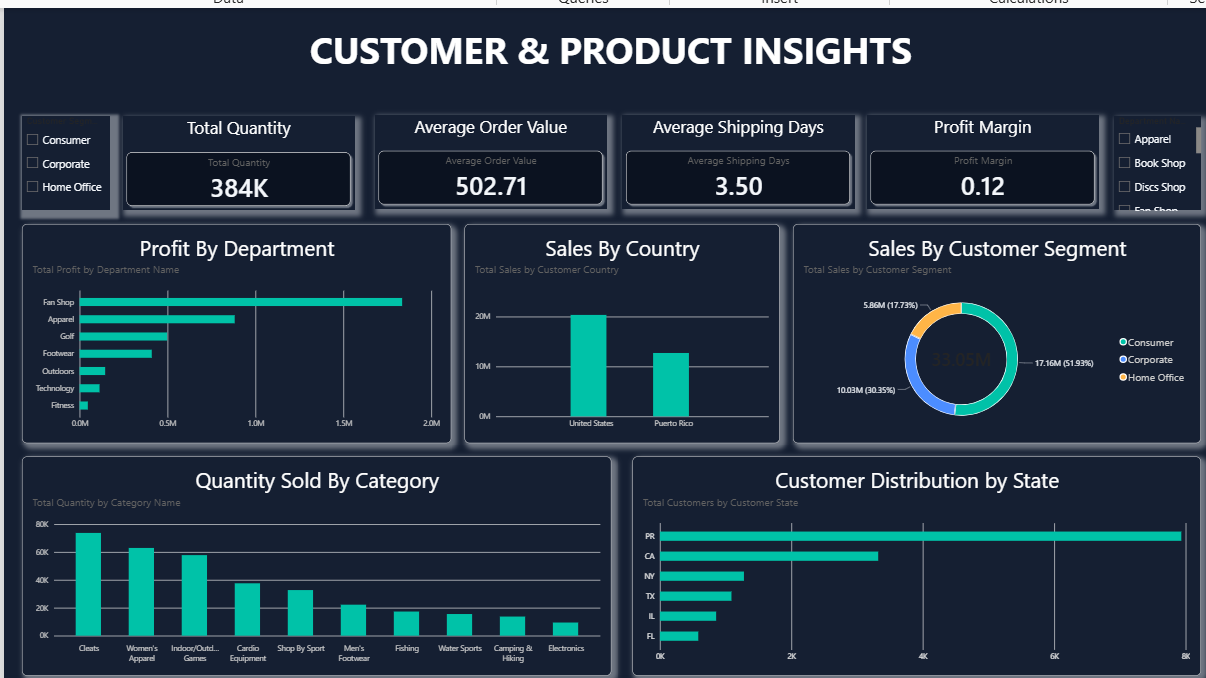 Data Queries Insert Calculations
CUSTOMER & PRODUCT INSIGHTS
Consumer
Corporate
Home Office
Total Quantity
Total Quantity
384K
Average Order Value
Average Order Value
502.71
Average Shipping Days
Average Shipping Days
3.50
Profit Margin
Profit Margin
0.12
Apparel
Book Shop
Discs Shop
Fan Shop
Profit By Department
Total Profit by Department Name
Fan Shop
Apparel
Golf
Footwear
Outdoors
Technology
Fitness
0.0M 0.5M 1.0M 1.5M 2.0M
Sales By Country
Total Sales by Customer Country
20M
10M
0M
United States Puerto Rico
Sales By Customer Segment
Total Sales by Customer Segment
5.86M (17.73%)
33.05M
17.16M (51.93%)
10.03M (30.35%)
Consumer
Corporate
Home Office
Quantity Sold By Category
Total Quantity by Category Name
80K
60K
40K
20K
0K
Cleats
Women's
Apparel
Indoor/Outd...
Games
Cardio
Equipment
Shop By Sport
Men's
Footwear
Fishing
Water Sports
Camping &
Hiking
Electronics
Customer Distribution by State
Total Customers by Customer State
PR
CA
NY
TX
IL
FL
0K 2K 4K 6K 8K